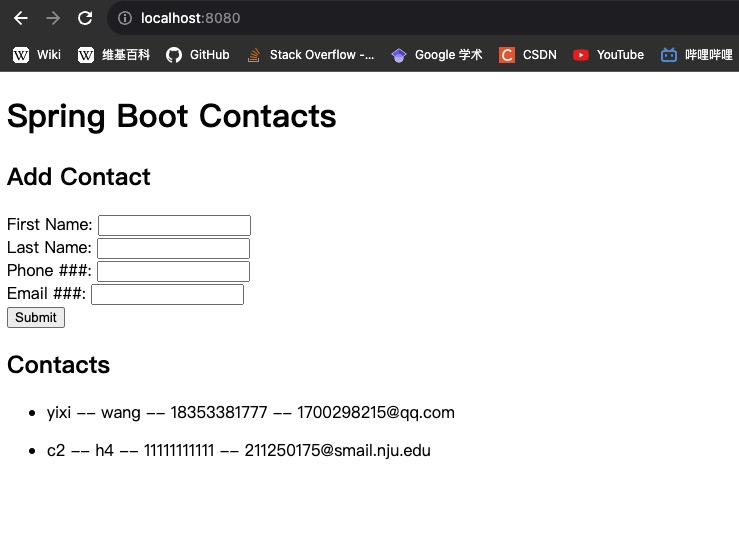 localhost:8080
Wiki 维基百科 GitHub Stack Overflow -... Google 学术 CSDN YouTube 哔哩哔哩
Spring Boot Contacts
Add Contact
First Name:
Last Name:
Phone ###:
Email ###:
Submit
Contacts
yixi -- wang -- 18353381777 -- 1700298215@qq.com
c2 -- h4 -- 11111111111 -- 211250175@smail.nju.edu